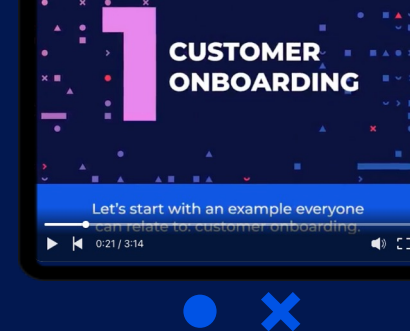 1
CUSTOMER
ONBOARDING
Let's start with an example everyone
can relate to: customer onboarding.
0:21 / 3:14